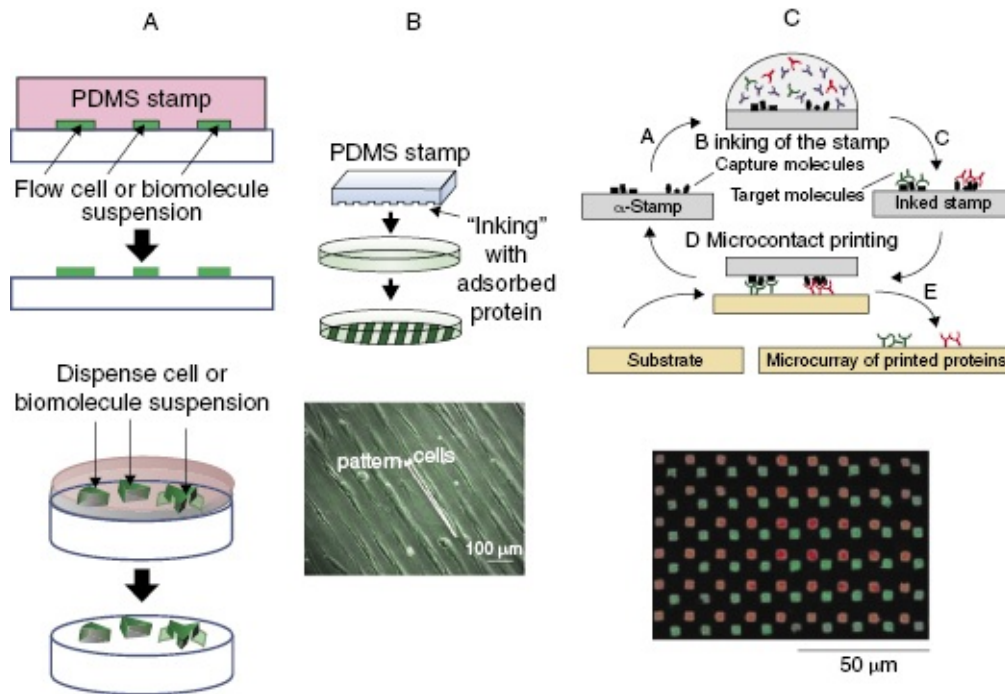 A
PDMS stamp
Flow cell or biomolecule
suspension
Dispense cell or
biomolecule suspension
B
PDMS stamp
“Inking”
with
adsorbed
protein
pattern
cells
100 μm
C
A
B inking of the stamp
C
Capture molecules
Target molecules
α-Stamp
Inked stamp
D Microcontact printing
E
Substrate
Microcurray of printed proteins
50 μm